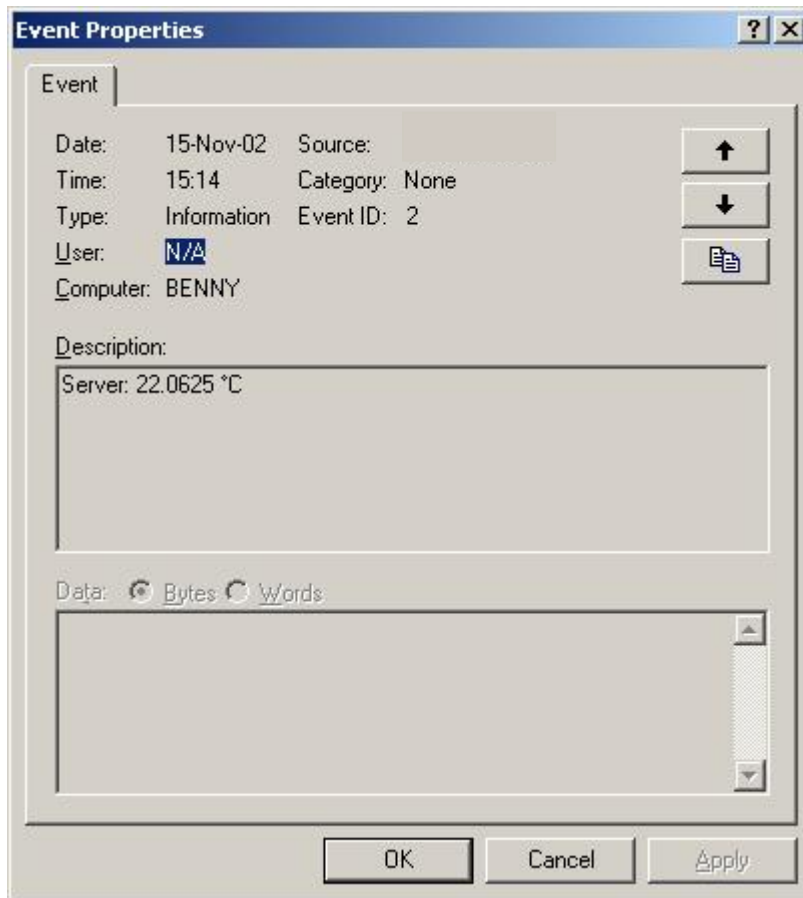 Event Properties
Event
Date: 15-Nov-02 Source:
Time: 15:14 Category: None
Type: Information Event ID: 2
User: N/A
Computer: BENNY
Description:
Server: 22.0625 °C
Data: Bytes Words
OK Cancel Apply